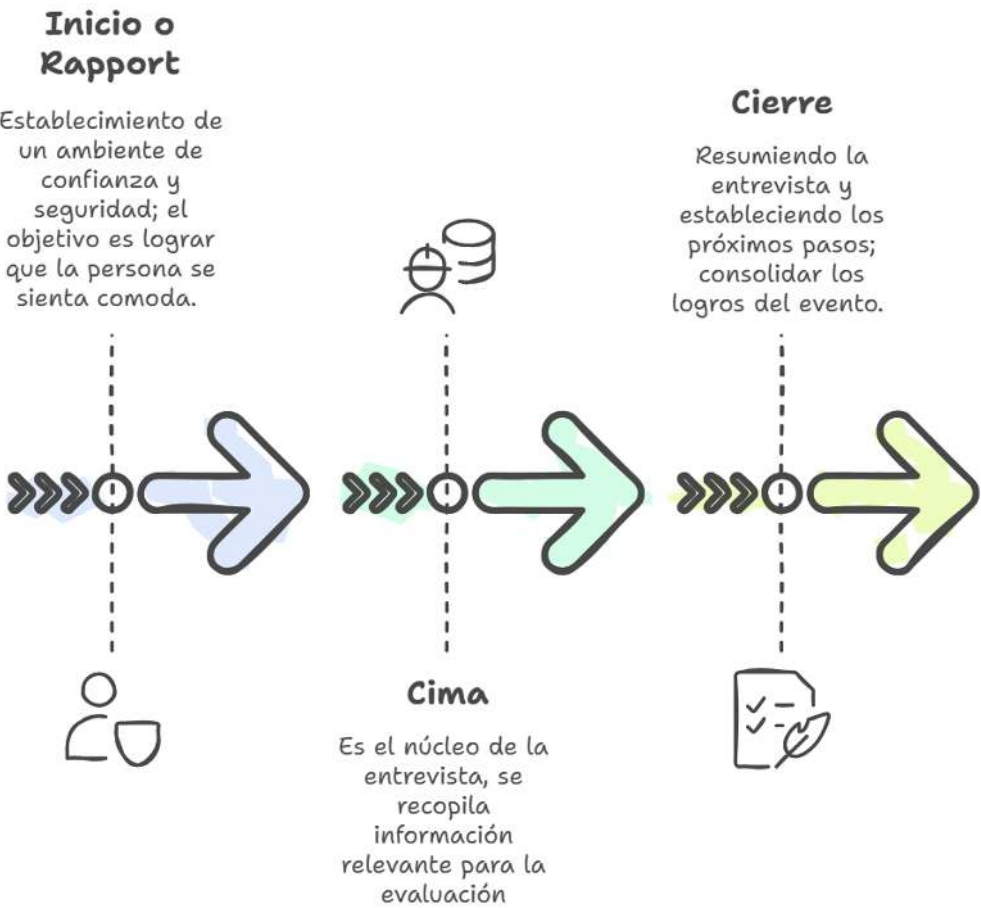 Inicio o
Rapport
Establecimiento de
un ambiente de
confianza y
seguridad; el
objetivo es lograr
que la persona se
sienta comoda.
Cima
Es el núcleo de la
entrevista, se
recopila
información
relevante para la
evaluación
Cierre
Resumiendo la
entrevista y
estableciendo los
próximos pasos;
consolidar los
logros del evento.